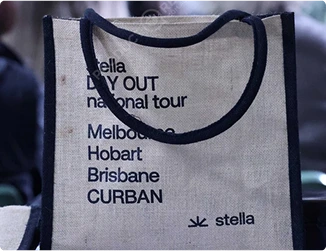 stella
DAY OUT
national tour
Melbourne
Hobart
Brisbane
CURBAN
stella